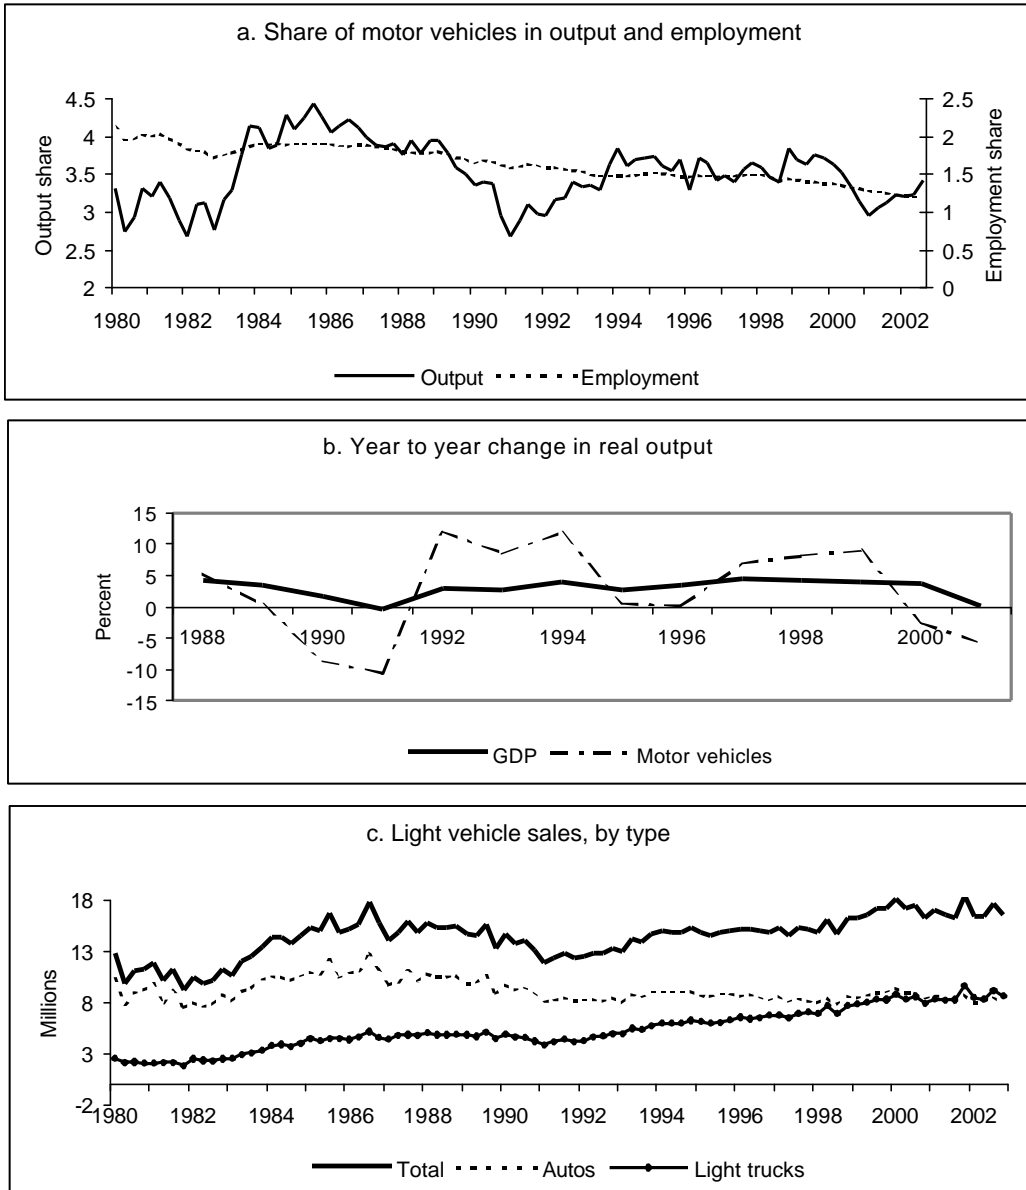 a. Share of motor vehicles in output and employment
4.5
4
3.5
3
2.5
2
Output share
2.5
2
1.5
1
0.5
0
Employment share
1980 1982 1984 1986 1988 1990 1992 1994 1996 1998 2000 2002
Output Employment
b. Year to year change in real output
15
10
5
0
-5
-10
-15
Percent
1988 1990 1992 1994 1996 1998 2000
GDP Motor vehicles
c. Light vehicle sales, by type
18
13
8
3
-2
Millions
1980 1982 1984 1986 1988 1990 1992 1994 1996 1998 2000 2002
Total Autos Light trucks